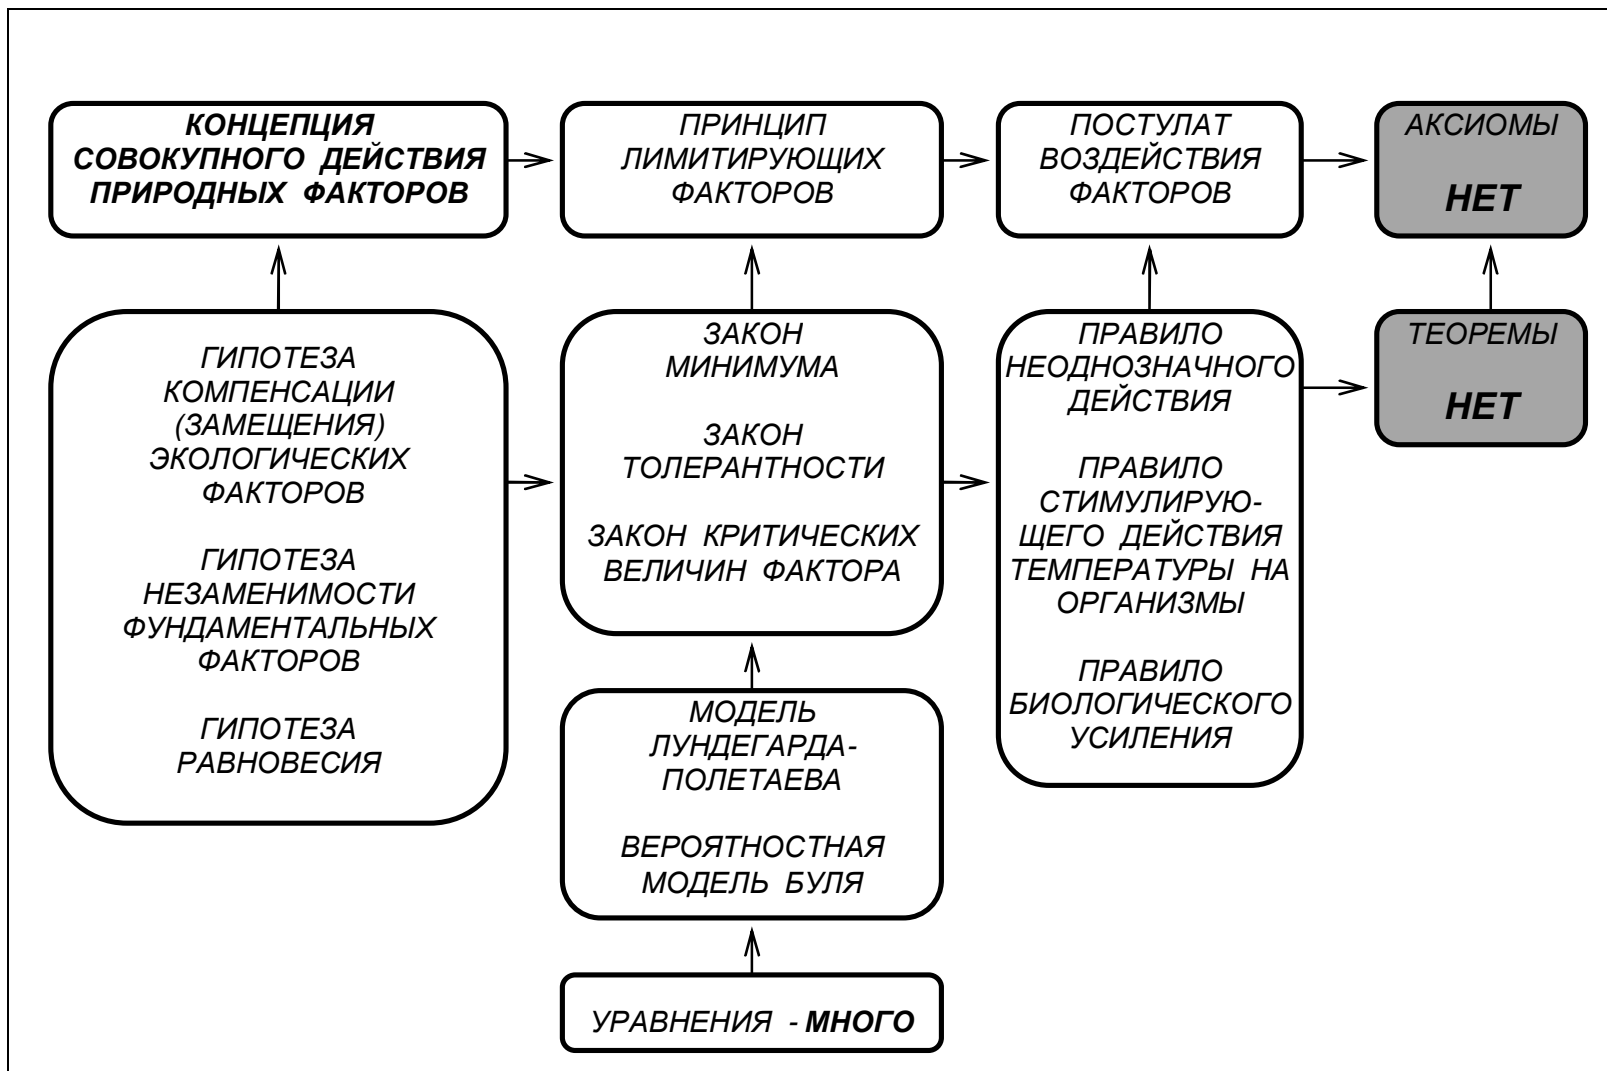 КОНЦЕПЦИЯ
СОВОКУПНОГО ДЕЙСТВИЯ
ПРИРОДНЫХ ФАКТОРОВ
ПРИНЦИП
ЛИМИТИРУЮЩИХ
ФАКТОРОВ
ПОСТУЛАТ
ВОЗДЕЙСТВИЯ
ФАКТОРОВ
АКСИОМЫ
НЕТ
ГИПОТЕЗА
КОМПЕНСАЦИИ
(ЗАМЕЩЕНИЯ)
ЭКОЛОГИЧЕСКИХ
ФАКТОРОВ
ГИПОТЕЗА
НЕЗАМЕНИМОСТИ
ФУНДАМЕНТАЛЬНЫХ
ФАКТОРОВ
ГИПОТЕЗА
РАВНОВЕСИЯ
ЗАКОН
МИНИМУМА
ЗАКОН
ТОЛЕРАНТНОСТИ
ЗАКОН КРИТИЧЕСКИХ
ВЕЛИЧИН ФАКТОРА
ПРАВИЛО
НЕОДНОЗНАЧНОГО
ДЕЙСТВИЯ
ПРАВИЛО
СТИМУЛИРУЮ-
ЩЕГО ДЕЙСТВИЯ
ТЕМПЕРАТУРЫ НА
ОРГАНИЗМЫ
ПРАВИЛО
БИОЛОГИЧЕСКОГО
УСИЛЕНИЯ
ТЕОРЕМЫ
НЕТ
МОДЕЛЬ
ЛУНДЕГАРДА-
ПОЛЕТАЕВА
ВЕРОЯТНОСТНАЯ
МОДЕЛЬ БУЛЯ
УРАВНЕНИЯ - МНОГО